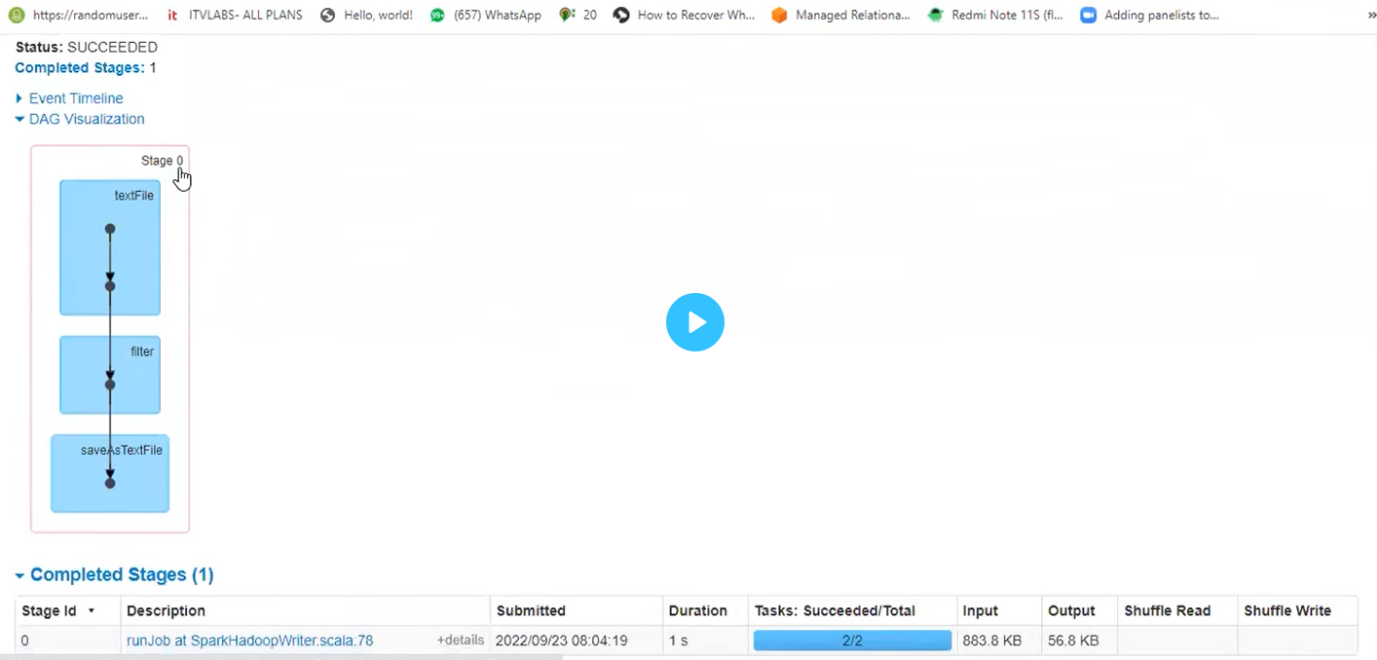 https://randomuser... ITVLABS- ALL PLANS Hello, world! 99+ (657) WhatsApp 20 How to Recover Wh... Managed Relationa... Redmi Note 11S (fl... Adding panelists to... »
Status: SUCCEEDED
Completed Stages: 1
Event Timeline
DAG Visualization
Stage 0
textFile
filter
saveAsTextFile
Completed Stages (1)
Stage Id Description Submitted Duration Tasks: Succeeded/Total Input Output Shuffle Read Shuffle Write
0 runJob at SparkHadoopWriter.scala:78 +details 2022/09/23 08:04:19 1 s 2/2 883.8 KB 56.8 KB